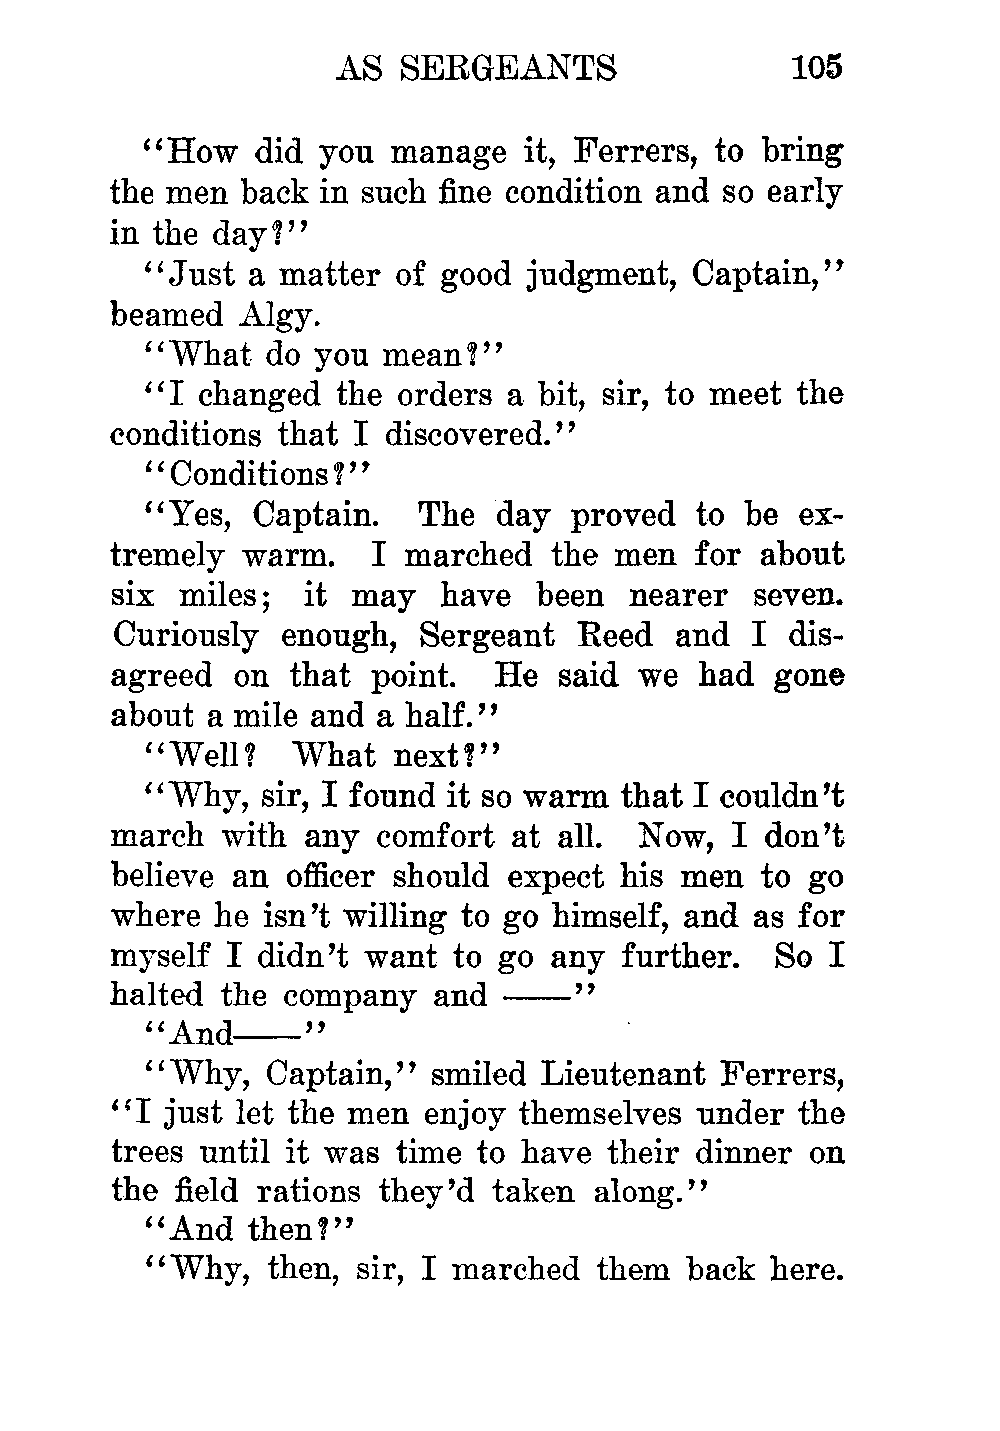 AS SERGEANTS 105
"How did you manage it, Ferrers, to bring
the men back in such fine condition and so early
in the day?"
"Just a matter of good judgment, Captain,"
beamed Algy.
"What do you mean?"
"I changed the orders a bit, sir, to meet the
conditions that I discovered."
"Conditions?"
"Yes, Captain. The day proved to be ex-
tremely warm. I marched the men for about
six miles; it may have been nearer seven.
Curiously enough, Sergeant Reed and I dis-
agreed on that point. He said we had gone
about a mile and a half."
"Well? What next?"
"Why, sir, I found it so warm that I couldn't
march with any comfort at all. Now, I don't
believe an officer should expect his men to go
where he isn't willing to go himself, and as for
myself I didn't want to go any further. So I
halted the company and ——"
"And——"
"Why, Captain," smiled Lieutenant Ferrers,
"I just let the men enjoy themselves under the
trees until it was time to have their dinner on
the field rations they'd taken along."
"And then?"
"Why, then, sir, I marched them back here.